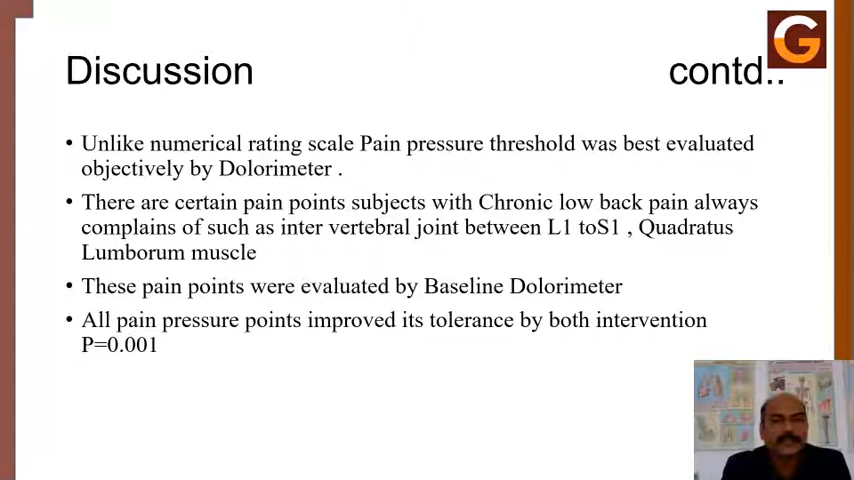 Discussion contd..
G
• Unlike numerical rating scale Pain pressure threshold was best evaluated
objectively by Dolorimeter .
• There are certain pain points subjects with Chronic low back pain always
complains of such as inter vertebral joint between L1 toS1 , Quadratus
Lumborum muscle
• These pain points were evaluated by Baseline Dolorimeter
• All pain pressure points improved its tolerance by both intervention
P=0.001